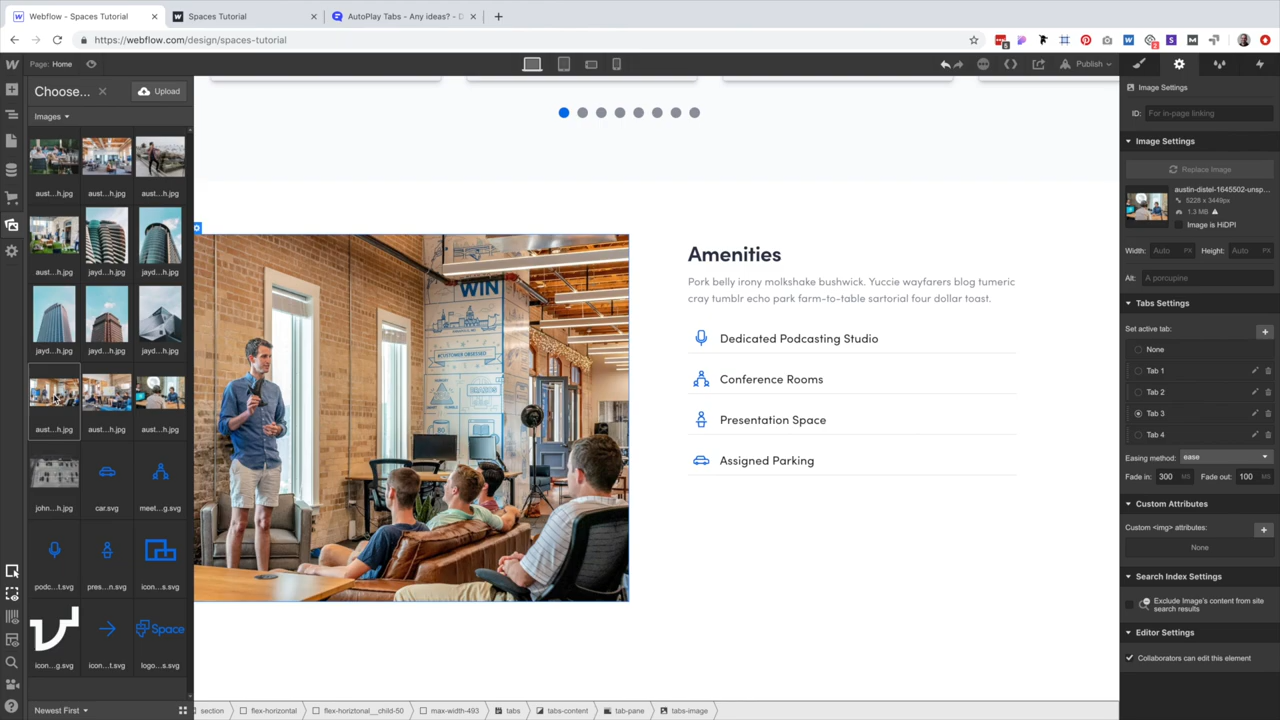 Webflow - Spaces Tutorial
Spaces Tutorial
AutoPlay Tabs - Any ideas? - D
https://webflow.com/design/spaces-tutorial
Page: Home
Publish
Choose...
Upload
Images
aust...h.jpg
aust...h.jpg
aust...h.jpg
aust...h.jpg
jayd...g.jpg
jayd...g.jpg
jayd...g.jpg
jayd...g.jpg
jayd...g.jpg
aust...h.jpg
aust...h.jpg
aust...h.jpg
john...h.jpg
car.svg
meet...g.svg
podc...t.svg
pres...n.svg
icon...s.svg
Space
icon...g.svg
icon...t.svg
logo...s.svg
Newest First
WIN
#CUSTOMER OBSESSED
Amenities
Pork belly irony molkshake bushwick. Yuccie wayfarers blog tumeric
cray tumblr echo park farm-to-table sartorial four dollar toast.
Dedicated Podcasting Studio
Conference Rooms
Presentation Space
Assigned Parking
section
flex-horizontal
flex-horiztonal__child-50
max-width-493
tabs
tabs-content
tab-pane
tabs-image
Image Settings
ID: For in-page linking
Image Settings
Replace Image
austin-distel-1645502-unsp...
5226 x 3449px
1.3 MB
Image is HiDPI
Width: Auto PX Height: Auto PX
Alt: A porcupine
Tabs Settings
Set active tab:
None
Tab 1
Tab 2
Tab 3
Tab 4
Easing method: ease
Fade in: 300 MS Fade out: 100 MS
Custom Attributes
Custom <img> attributes:
None
Search Index Settings
Exclude Image's content from site
search results
Editor Settings
Collaborators can edit this element